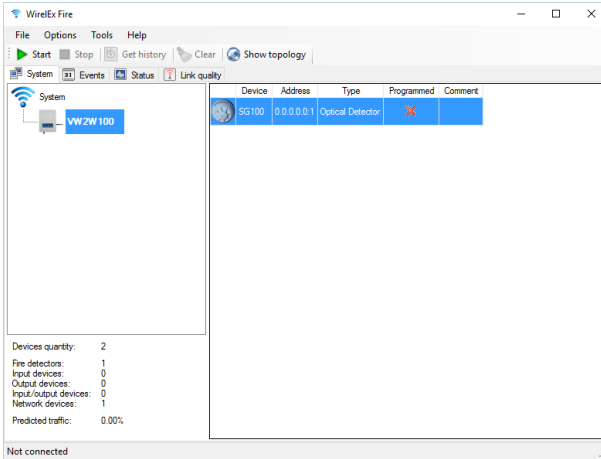 WirelEx Fire
File Options Tools Help
Start Stop Get history Clear Show topology
System Events Status Link quality
System
VW2W100
Device Address Type Programmed Comment
SG100 0.0.0.0.0:1 Optical Detector
Devices quantity: 2
Fire detectors: 1
Input devices: 0
Output devices: 0
Input/output devices: 0
Network devices: 1
Predicted traffic: 0.00%
Not connected